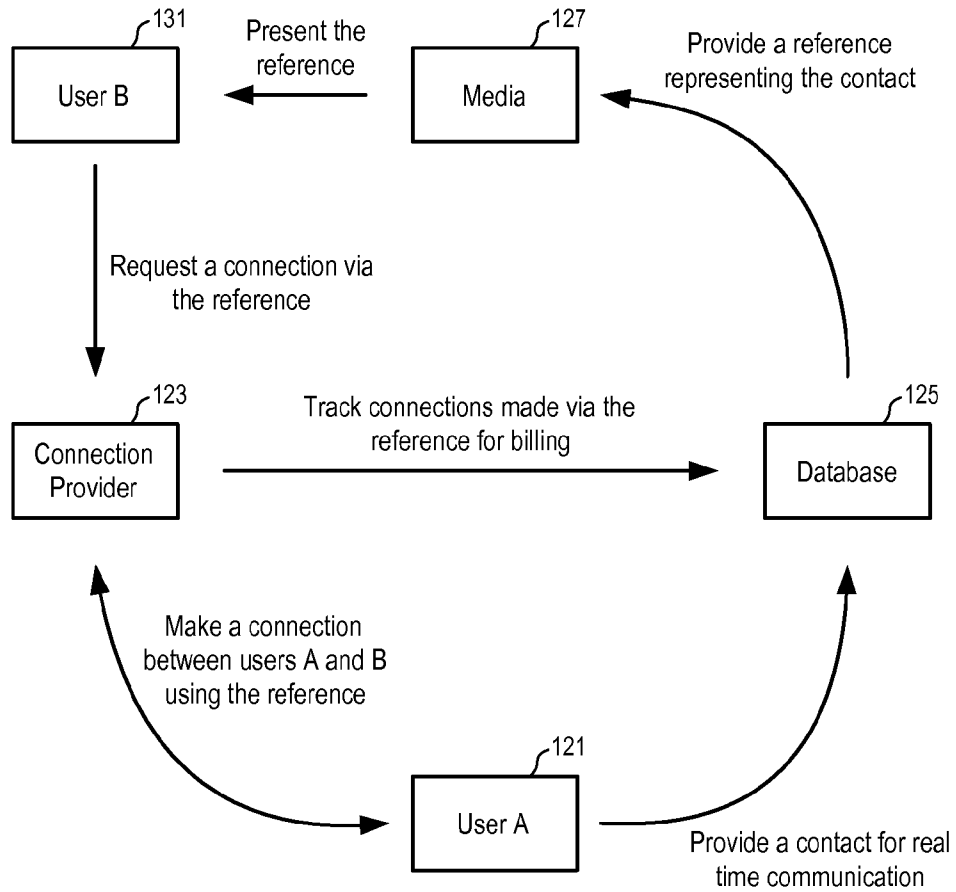 131
User B
Present the
reference
127
Media
Provide a reference
representing the contact
Request a connection via
the reference
123
Connection
Provider
Track connections made via the
reference for billing
125
Database
Make a connection
between users A and B
using the reference
121
User A
Provide a contact for real
time communication